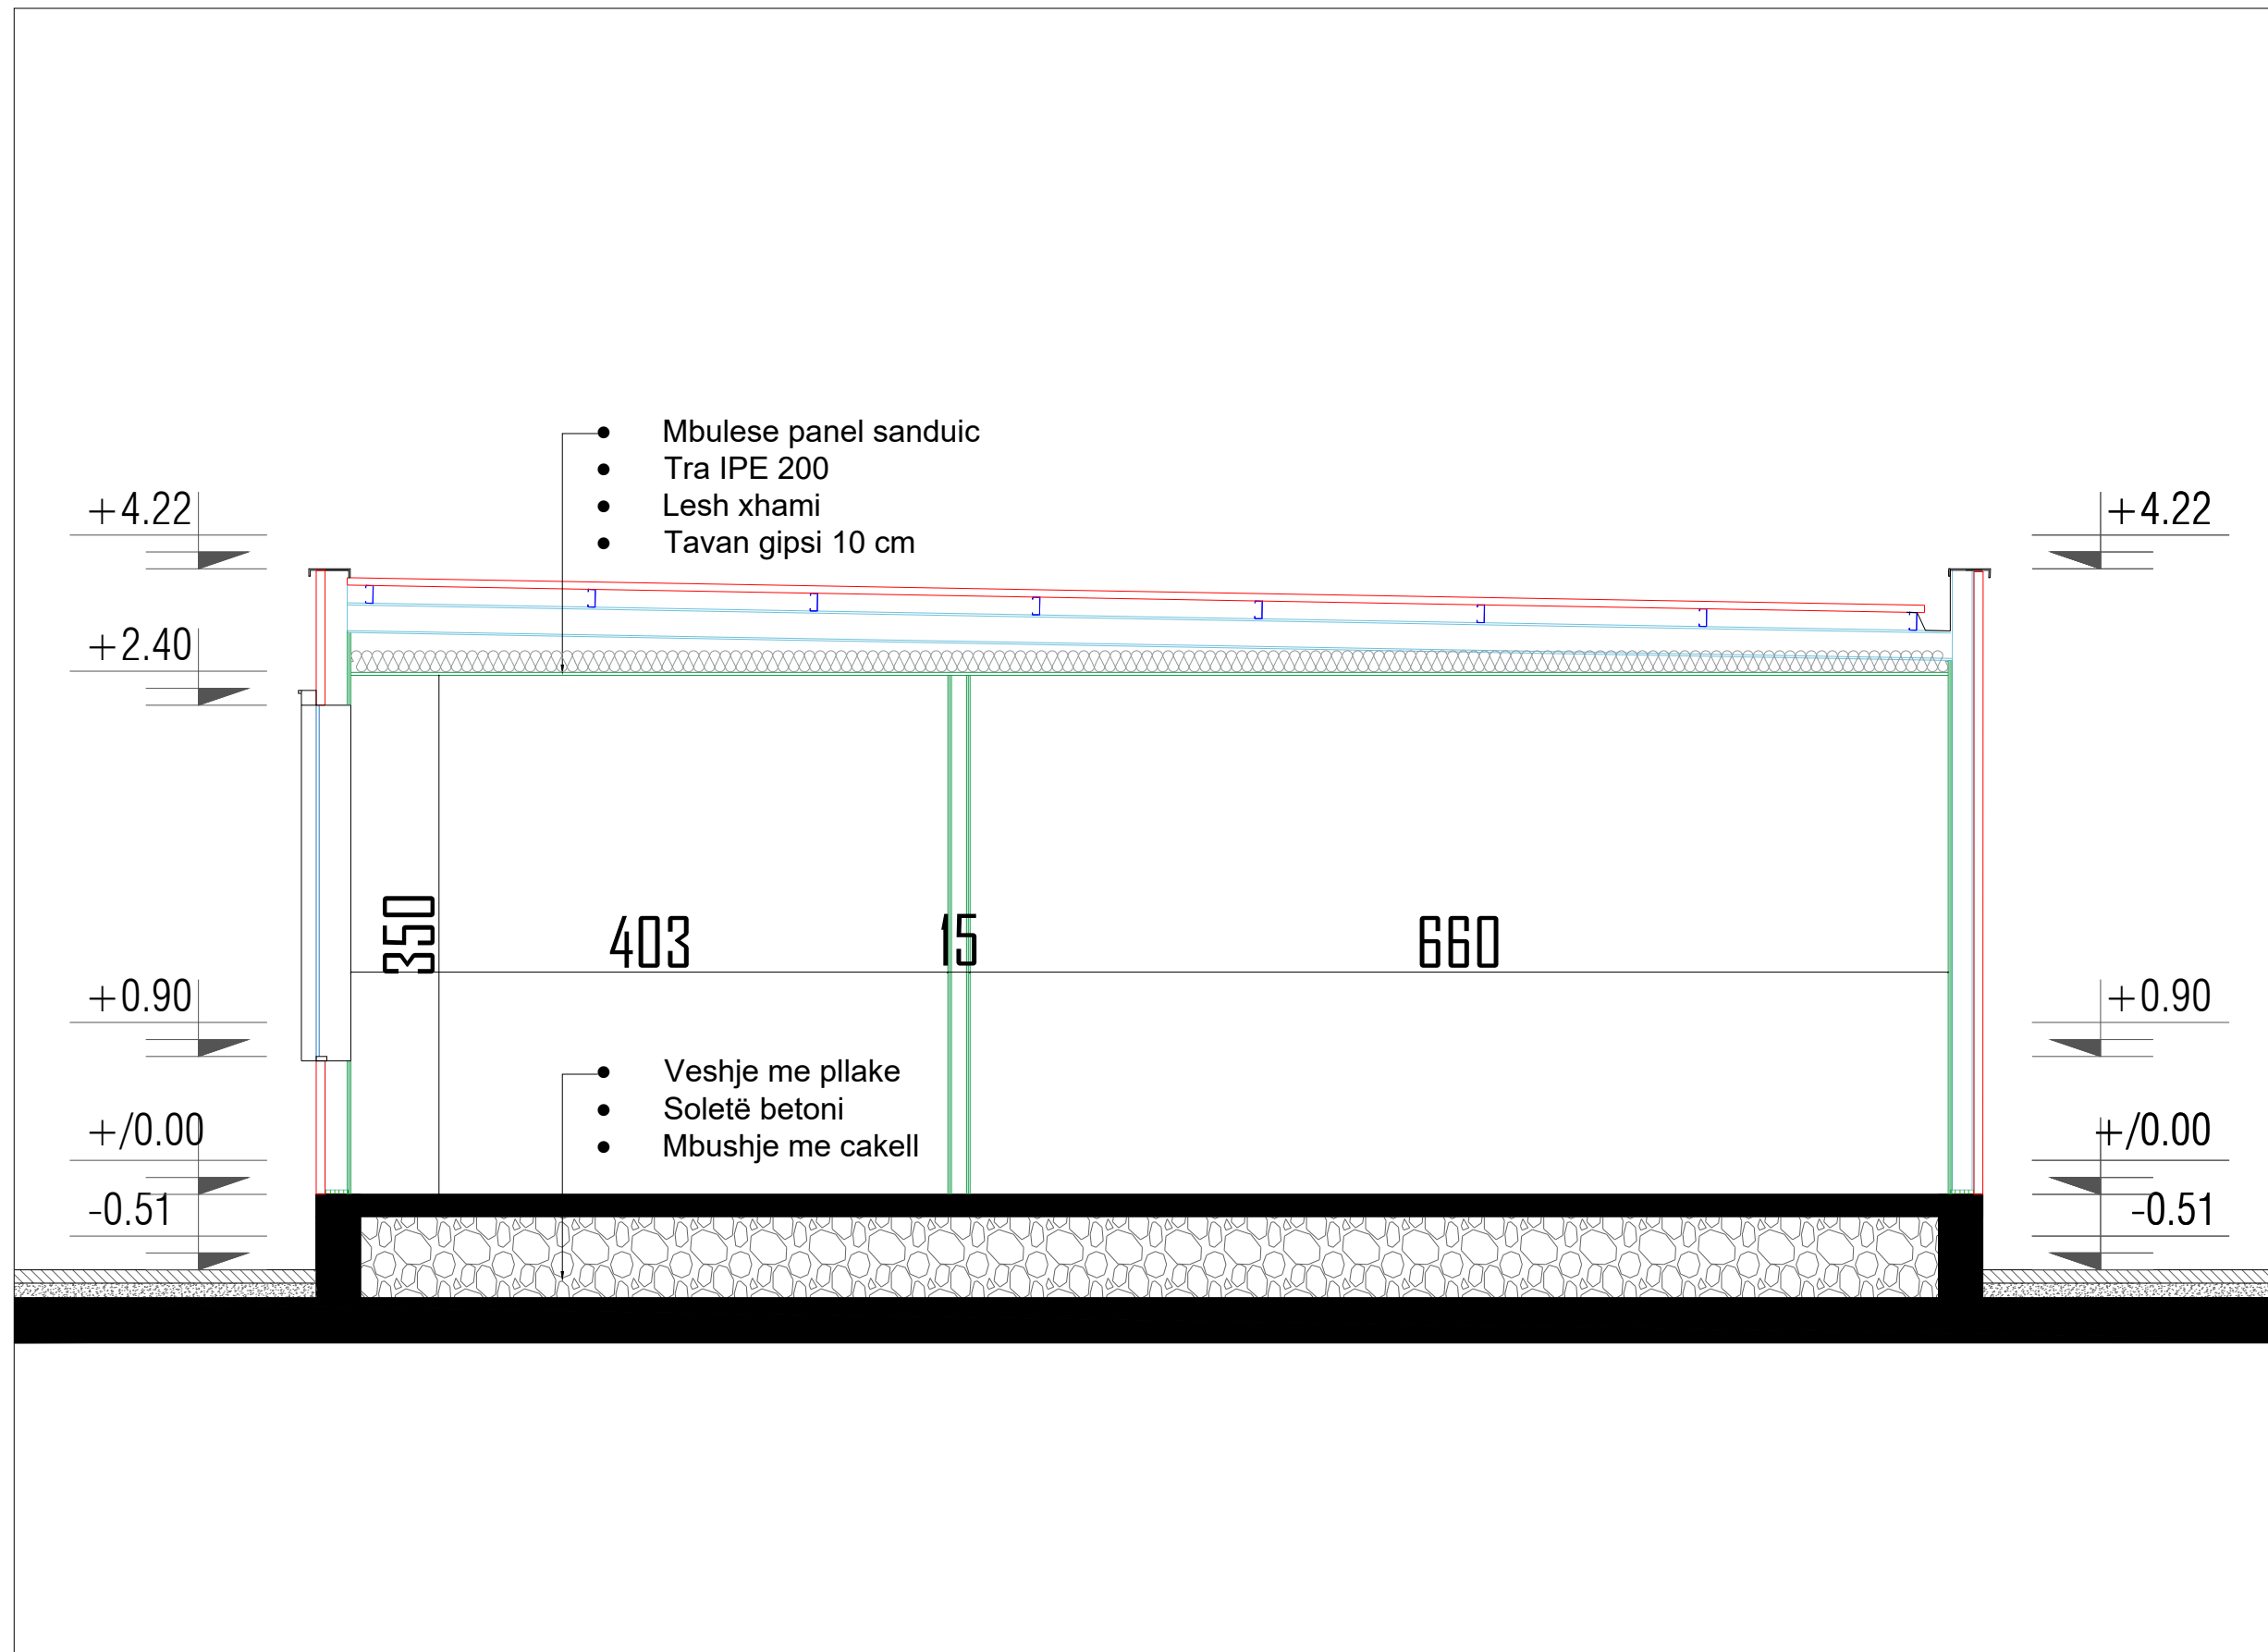 ● Mbulese panel sanduic
● Tra IPE 200
● Lesh xhami
● Tavan gipsi 10 cm
+4.22
+4.22
+2.40
350
403
15
660
+0.90
+0.90
● Veshje me pllake
● Soletë betoni
● Mbushje me cakell
+/0.00
+/0.00
-0.51
-0.51